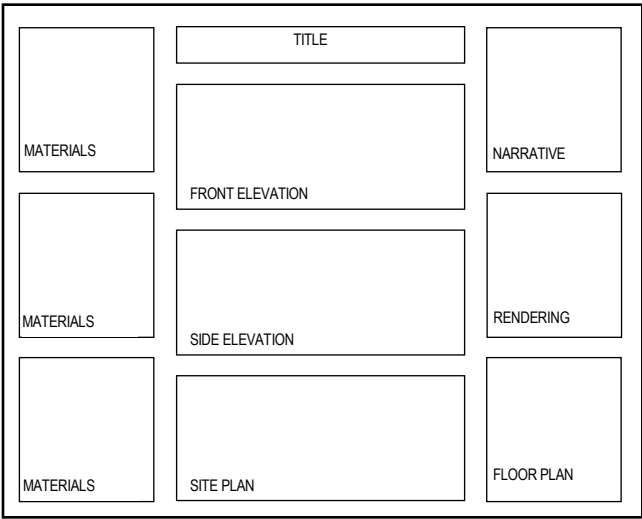 TITLE
MATERIALS
NARRATIVE
FRONT ELEVATION
MATERIALS
RENDERING
SIDE ELEVATION
MATERIALS
SITE PLAN
FLOOR PLAN